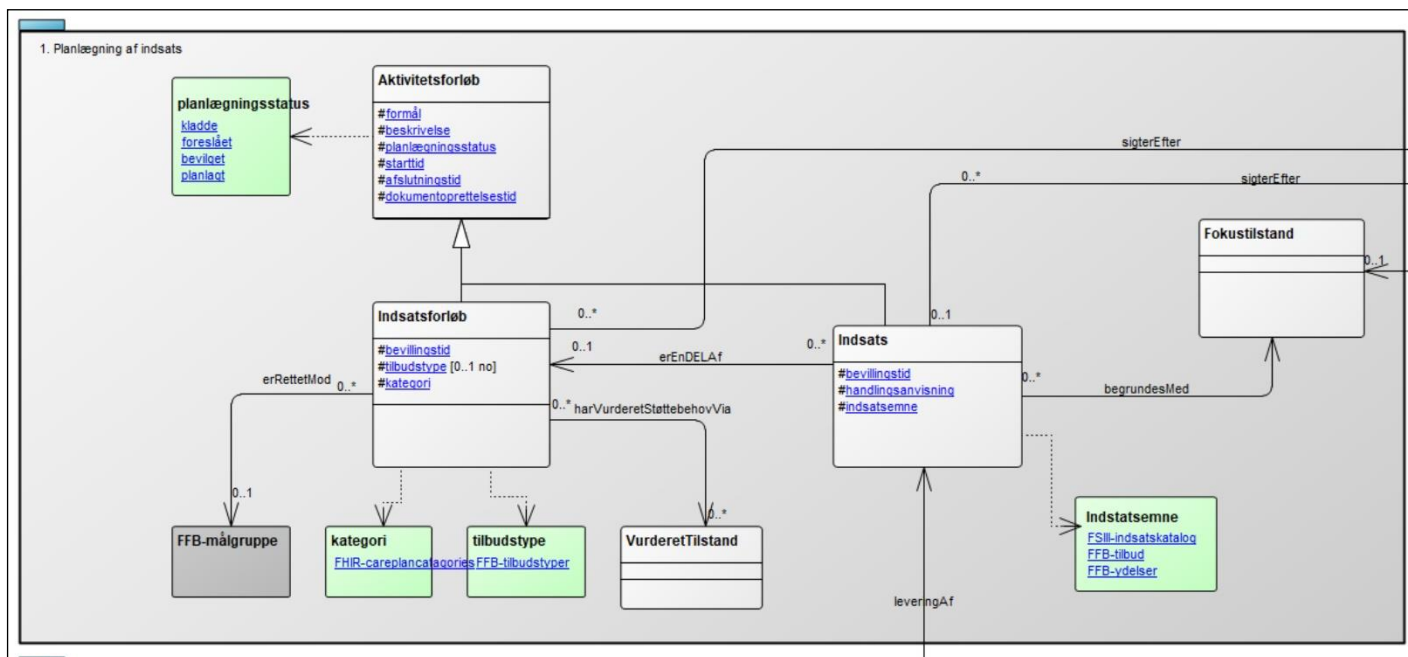 1. Planlægning af indsats
planlægningsstatus
kladde
foreslået
bevilget
planlagt
Aktivitetsforløb
#formål
#beskrivelse
#planlægningsstatus
#starttid
#afslutningstid
#dokumentoprettelsestid
sigterEfter
0..*
sigterEfter
Fokustilstand
0..1
Indsatsforløb
#bevillingstid
#tilbudstype [0..1 no]
#kategori
0..*
0..1
erEnDELAf
0..*
0..1
Indsats
#bevillingstid
#handlingsanvisning
#indsatsemne
0..*
begrundesMed
erRettetMod
0..*
0..*
harVurderetStøttebehovVia
0..1
0..*
FFB-målgruppe
kategori
FHIR-careplancatagories
tilbudstype
FFB-tilbudstyper
VurderetTilstand
Indstatsemne
FSIII-indsatskatalog
FFB-tilbud
FFB-ydelser
leveringAf